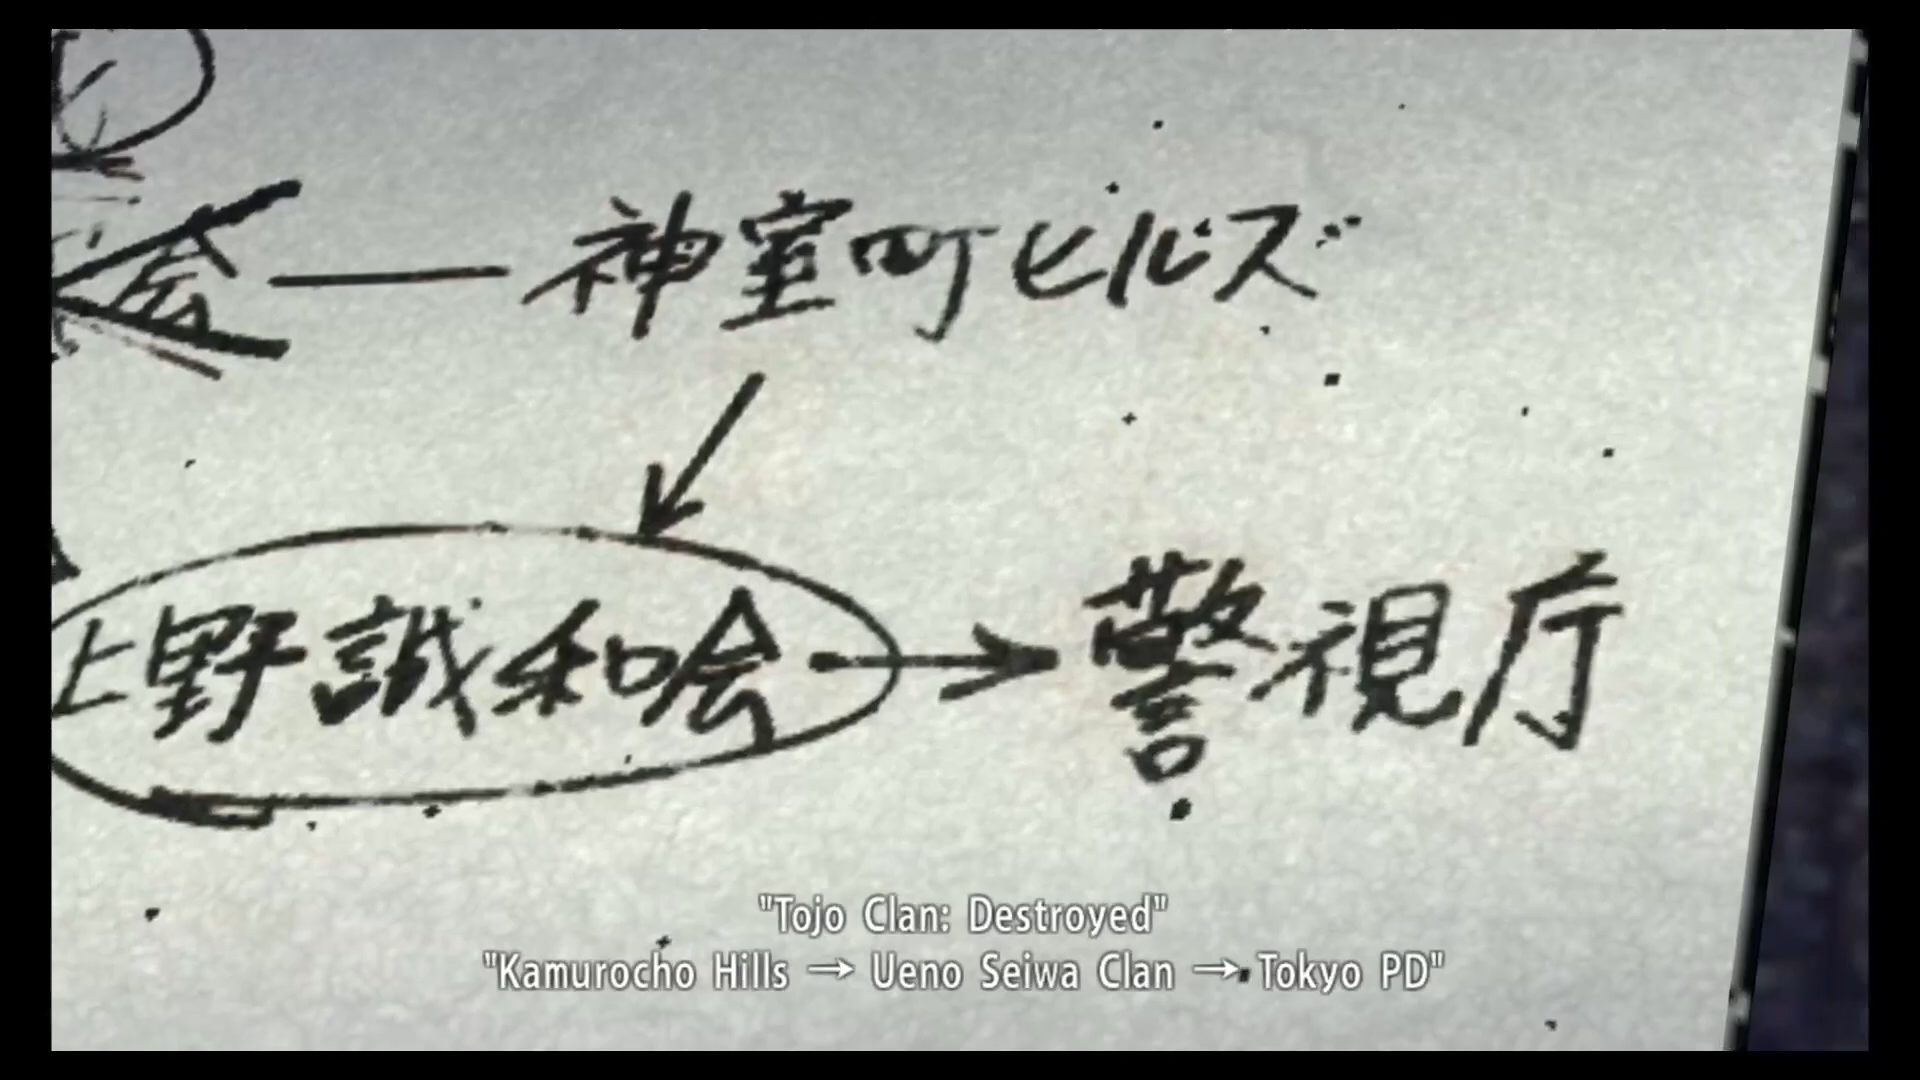 会 — 神室町ヒルズ
上野誠和会 → 警視庁
"Tojo Clan: Destroyed"
"Kamurocho Hills → Ueno Seiwa Clan → Tokyo PD"